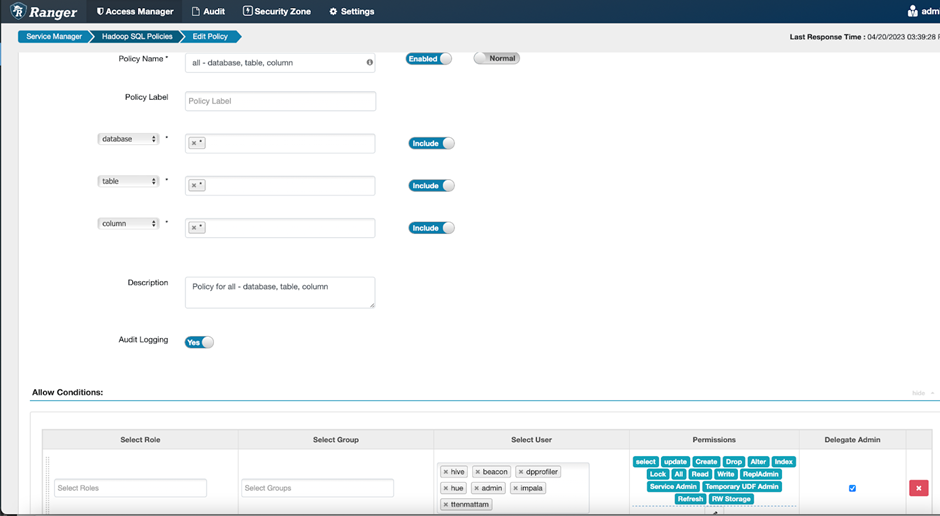 Ranger Access Manager Audit Security Zone Settings
Service Manager Hadoop SQL Policies Edit Policy Last Response Time : 04/20/2023 03:39:28
Policy Name * all - database, table, column Enabled Normal
Policy Label Policy Label
database * × * Include
table * × * Include
column * × * Include
Description Policy for all - database, table, column
Audit Logging Yes
Allow Conditions: hide
Select Role Select Group Select User Permissions Delegate Admin
Select Roles Select Groups
× hive × beacon × dpprofiler
× hue × admin × impala
× ttenmattam
select update Create Drop Alter Index
Lock All Read Write ReplAdmin
Service Admin Temporary UDF Admin
Refresh RW Storage